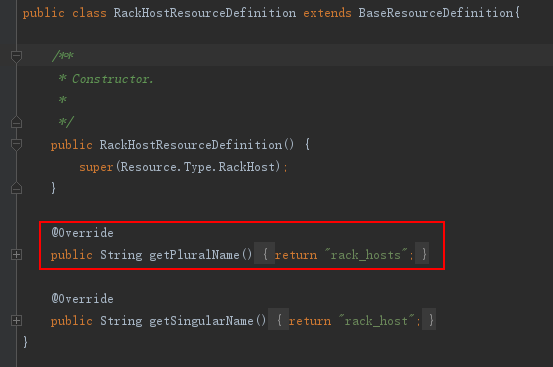 public class RackHostResourceDefinition extends BaseResourceDefinition{
/**
* Constructor.
*
*/
public RackHostResourceDefinition() {
super(Resource.Type.RackHost);
}
@Override
public String getPluralName() { return "rack_hosts"; }
@Override
public String getSingularName() { return "rack_host"; }
}